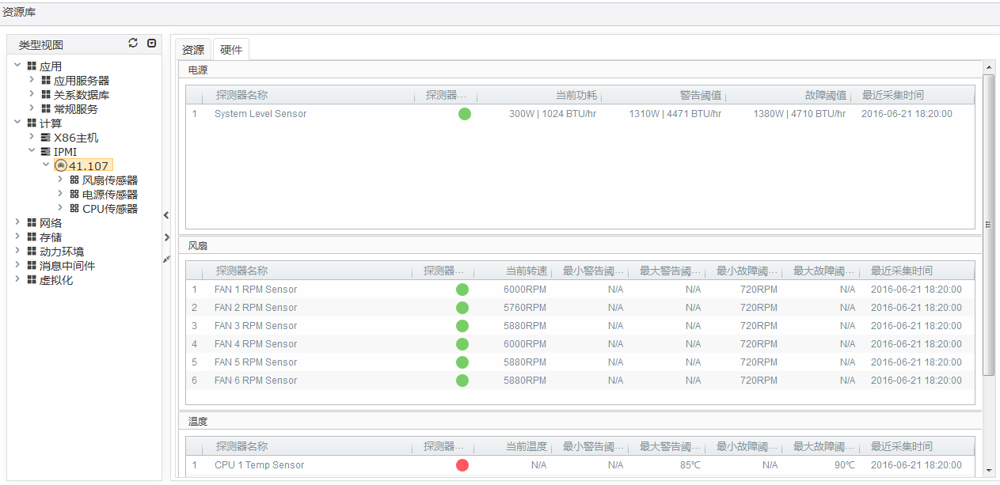 资源库
类型视图
应用
应用服务器
关系数据库
常规服务
计算
X86主机
IPMI
41.107
风扇传感器
电源传感器
CPU传感器
网络
存储
动力环境
消息中间件
虚拟化
资源 硬件
电源
探测器名称 探测器... 当前功耗 警告阈值 故障阈值 最近采集时间
1 System Level Sensor 300W | 1024 BTU/hr 1310W | 4471 BTU/hr 1380W | 4710 BTU/hr 2016-06-21 18:20:00
风扇
探测器名称 探测器... 当前转速 最小警告阈... 最大警告阈... 最小故障阈... 最大故障阈... 最近采集时间
1 FAN 1 RPM Sensor 6000RPM N/A N/A 720RPM N/A 2016-06-21 18:20:00
2 FAN 2 RPM Sensor 5760RPM N/A N/A 720RPM N/A 2016-06-21 18:20:00
3 FAN 3 RPM Sensor 5880RPM N/A N/A 720RPM N/A 2016-06-21 18:20:00
4 FAN 4 RPM Sensor 6000RPM N/A N/A 720RPM N/A 2016-06-21 18:20:00
5 FAN 5 RPM Sensor 5880RPM N/A N/A 720RPM N/A 2016-06-21 18:20:00
6 FAN 6 RPM Sensor 5880RPM N/A N/A 720RPM N/A 2016-06-21 18:20:00
温度
探测器名称 探测器... 当前温度 最小警告阈... 最大警告阈... 最小故障阈... 最大故障阈... 最近采集时间
1 CPU 1 Temp Sensor N/A N/A 85℃ N/A 90℃ 2016-06-21 18:20:00